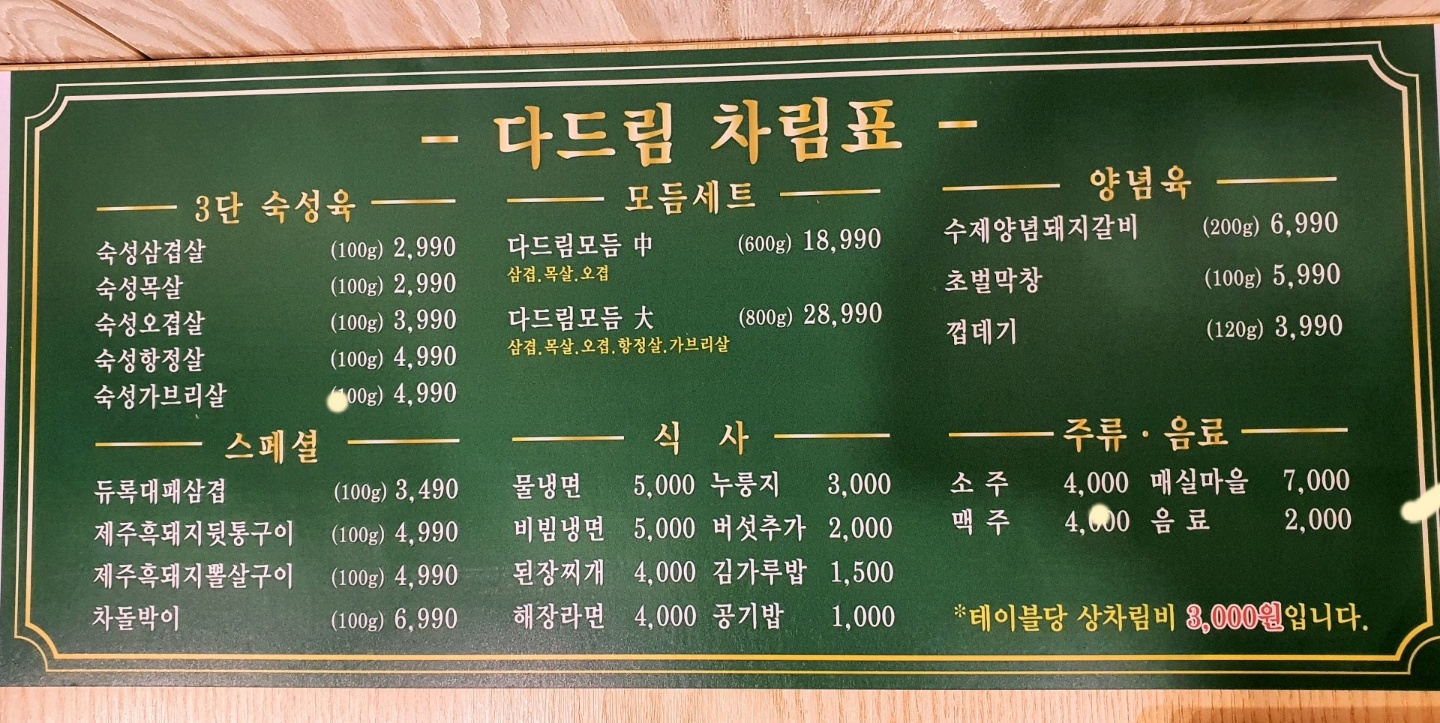 - 다드림 차림표 -
3단 숙성육
숙성삼겹살 (100g) 2,990
숙성목살 (100g) 2,990
숙성오겹살 (100g) 3,990
숙성항정살 (100g) 4,990
숙성가브리살 (100g) 4,990
모듬세트
다드림모듬 中 (600g) 18,990
삼겹.목살.오겹
다드림모듬 大 (800g) 28,990
삼겹.목살.오겹.항정살.가브리살
양념육
수제양념돼지갈비 (200g) 6,990
초벌막창 (100g) 5,990
껍데기 (120g) 3,990
스페셜
듀록대패삼겹 (100g) 3,490
제주흑돼지뒷통구이 (100g) 4,990
제주흑돼지뽈살구이 (100g) 4,990
차돌박이 (100g) 6,990
식 사
물냉면 5,000 누룽지 3,000
비빔냉면 5,000 버섯추가 2,000
된장찌개 4,000 김가루밥 1,500
해장라면 4,000 공기밥 1,000
주류·음료
소 주 4,000 매실마을 7,000
맥 주 4,000 음 료 2,000
*테이블당 상차림비 3,000원입니다.